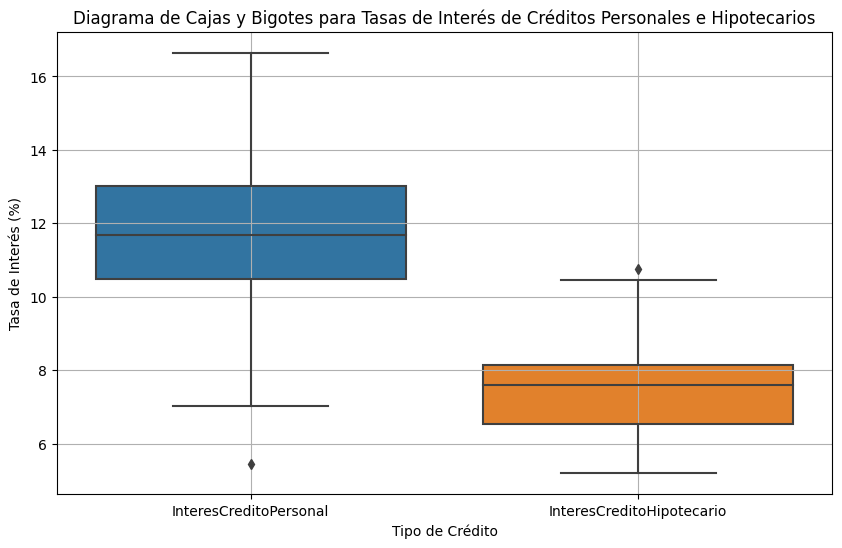 Diagrama de Cajas y Bigotes para Tasas de Interés de Créditos Personales e Hipotecarios
Tasa de Interés (%)
16
14
12
10
8
6
InteresCreditoPersonal
InteresCreditoHipotecario
Tipo de Crédito